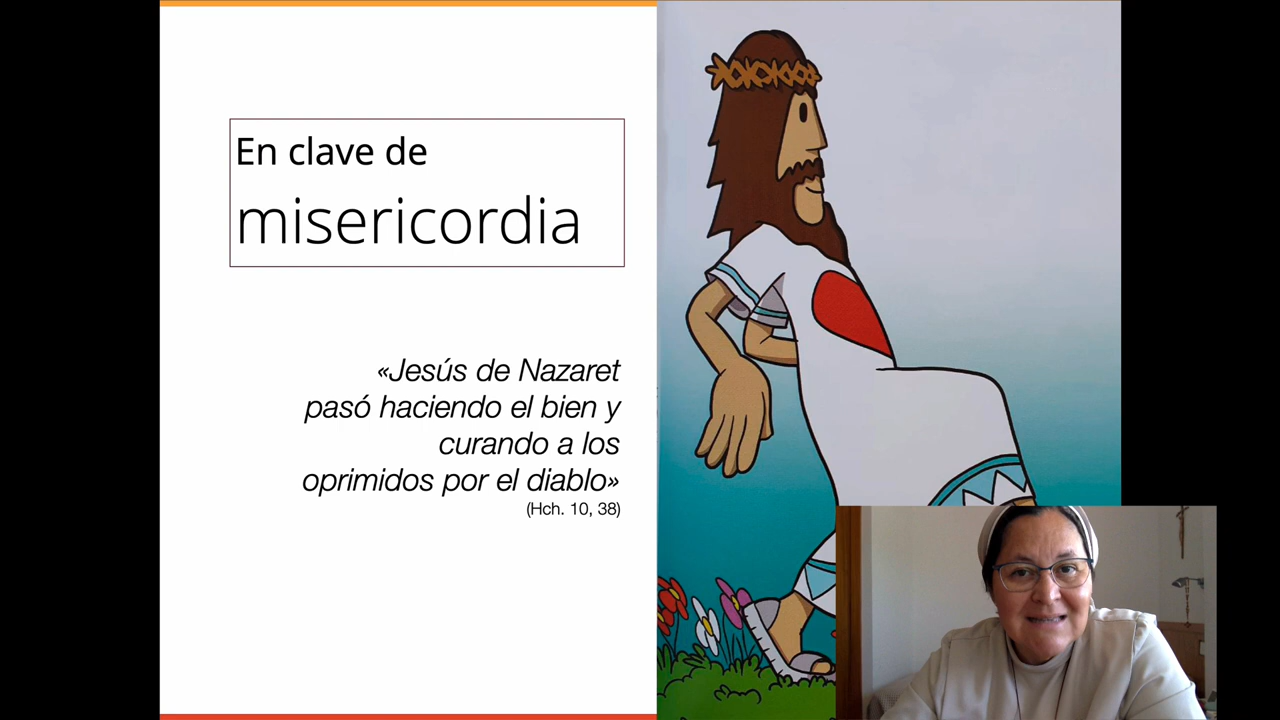 En clave de
misericordia
«Jesús de Nazaret
pasó haciendo el bien y
curando a los
oprimidos por el diablo»
(Hch. 10, 38)